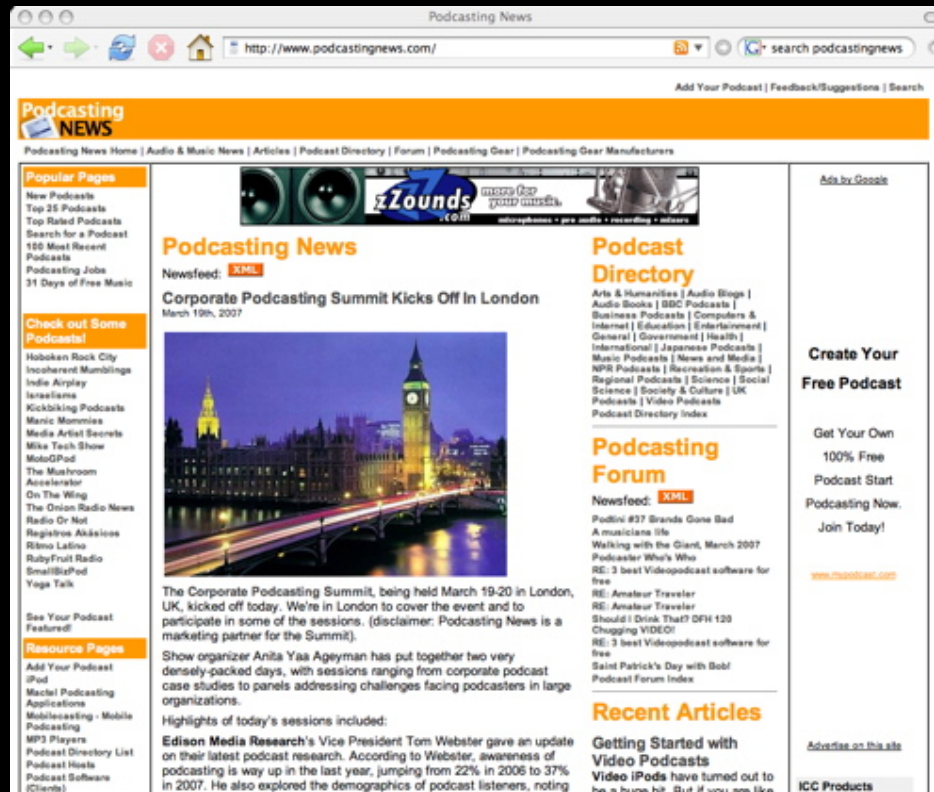 Podcasting News
http://www.podcastingnews.com/
search podcastingnews
Add Your Podcast | Feedback/Suggestions | Search
Podcasting
NEWS
Podcasting News Home | Audio & Music News | Articles | Podcast Directory | Forum | Podcasting Gear | Podcasting Gear Manufacturers
Popular Pages
New Podcasts
Top 25 Podcasts
Top Rated Podcasts
Search for a Podcast
100 Most Recent
Podcasts
Podcasting Jobs
31 Days of Free Music
Check out Some
Podcasts!
Hoboken Rock City
Incoherent Mumblings
Indie Airplay
Israelisms
Kickbiking Podcasts
Manic Mommies
Media Artist Secrets
Mike Tech Show
MotoGPod
The Mushroom
Accelerator
On The Wing
The Onion Radio News
Radio Or Not
Registros Akásicos
Ritmo Latino
RubyFruit Radio
SmallBizPod
Yoga Talk
See Your Podcast
Featured!
Resource Pages
Add Your Podcast
iPod
Mactel Podcasting
Applications
Mobilecasting - Mobile
Podcasting
MP3 Players
Podcast Directory List
Podcast Hosts
Podcast Software
(Clients)
zZounds
.com
more for
your music.
microphones • pro audio • recording • mixers
Podcasting News
Newsfeed: XML
Corporate Podcasting Summit Kicks Off In London
March 19th, 2007
The Corporate Podcasting Summit, being held March 19-20 in London,
UK, kicked off today. We're in London to cover the event and to
participate in some of the sessions. (disclaimer: Podcasting News is a
marketing partner for the Summit).
Show organizer Anita Yaa Ageyman has put together two very
densely-packed days, with sessions ranging from corporate podcast
case studies to panels addressing challenges facing podcasters in large
organizations.
Highlights of today's sessions included:
Edison Media Research's Vice President Tom Webster gave an update
on their latest podcast research. According to Webster, awareness of
podcasting is way up in the last year, jumping from 22% in 2006 to 37%
in 2007. He also explored the demographics of podcast listeners, noting
Podcast
Directory
Arts & Humanities | Audio Blogs |
Audio Books | BBC Podcasts |
Business Podcasts | Computers &
Internet | Education | Entertainment |
General | Government | Health |
International | Japanese Podcasts |
Music Podcasts | News and Media |
NPR Podcasts | Recreation & Sports |
Regional Podcasts | Science | Social
Science | Society & Culture | UK
Podcasts | Video Podcasts
Podcast Directory Index
Podcasting
Forum
Newsfeed: XML
Podtini #37 Brands Gone Bad
A musicians life
Walking with the Giant, March 2007
Podcaster Who's Who
RE: 3 best Videopodcast software for
free
RE: Amateur Traveler
RE: Amateur Traveler
Should I Drink That? DFH 120
Chugging VIDEO!
RE: 3 best Videopodcast software for
free
Saint Patrick's Day with Bob!
Podcast Forum Index
Recent Articles
Getting Started with
Video Podcasts
Video iPods have turned out to
be a huge hit. But if you are like
Ads by Google
Create Your
Free Podcast
Get Your Own
100% Free
Podcast Start
Podcasting Now.
Join Today!
www.mypodcast.com
Advertise on this site
ICC Products